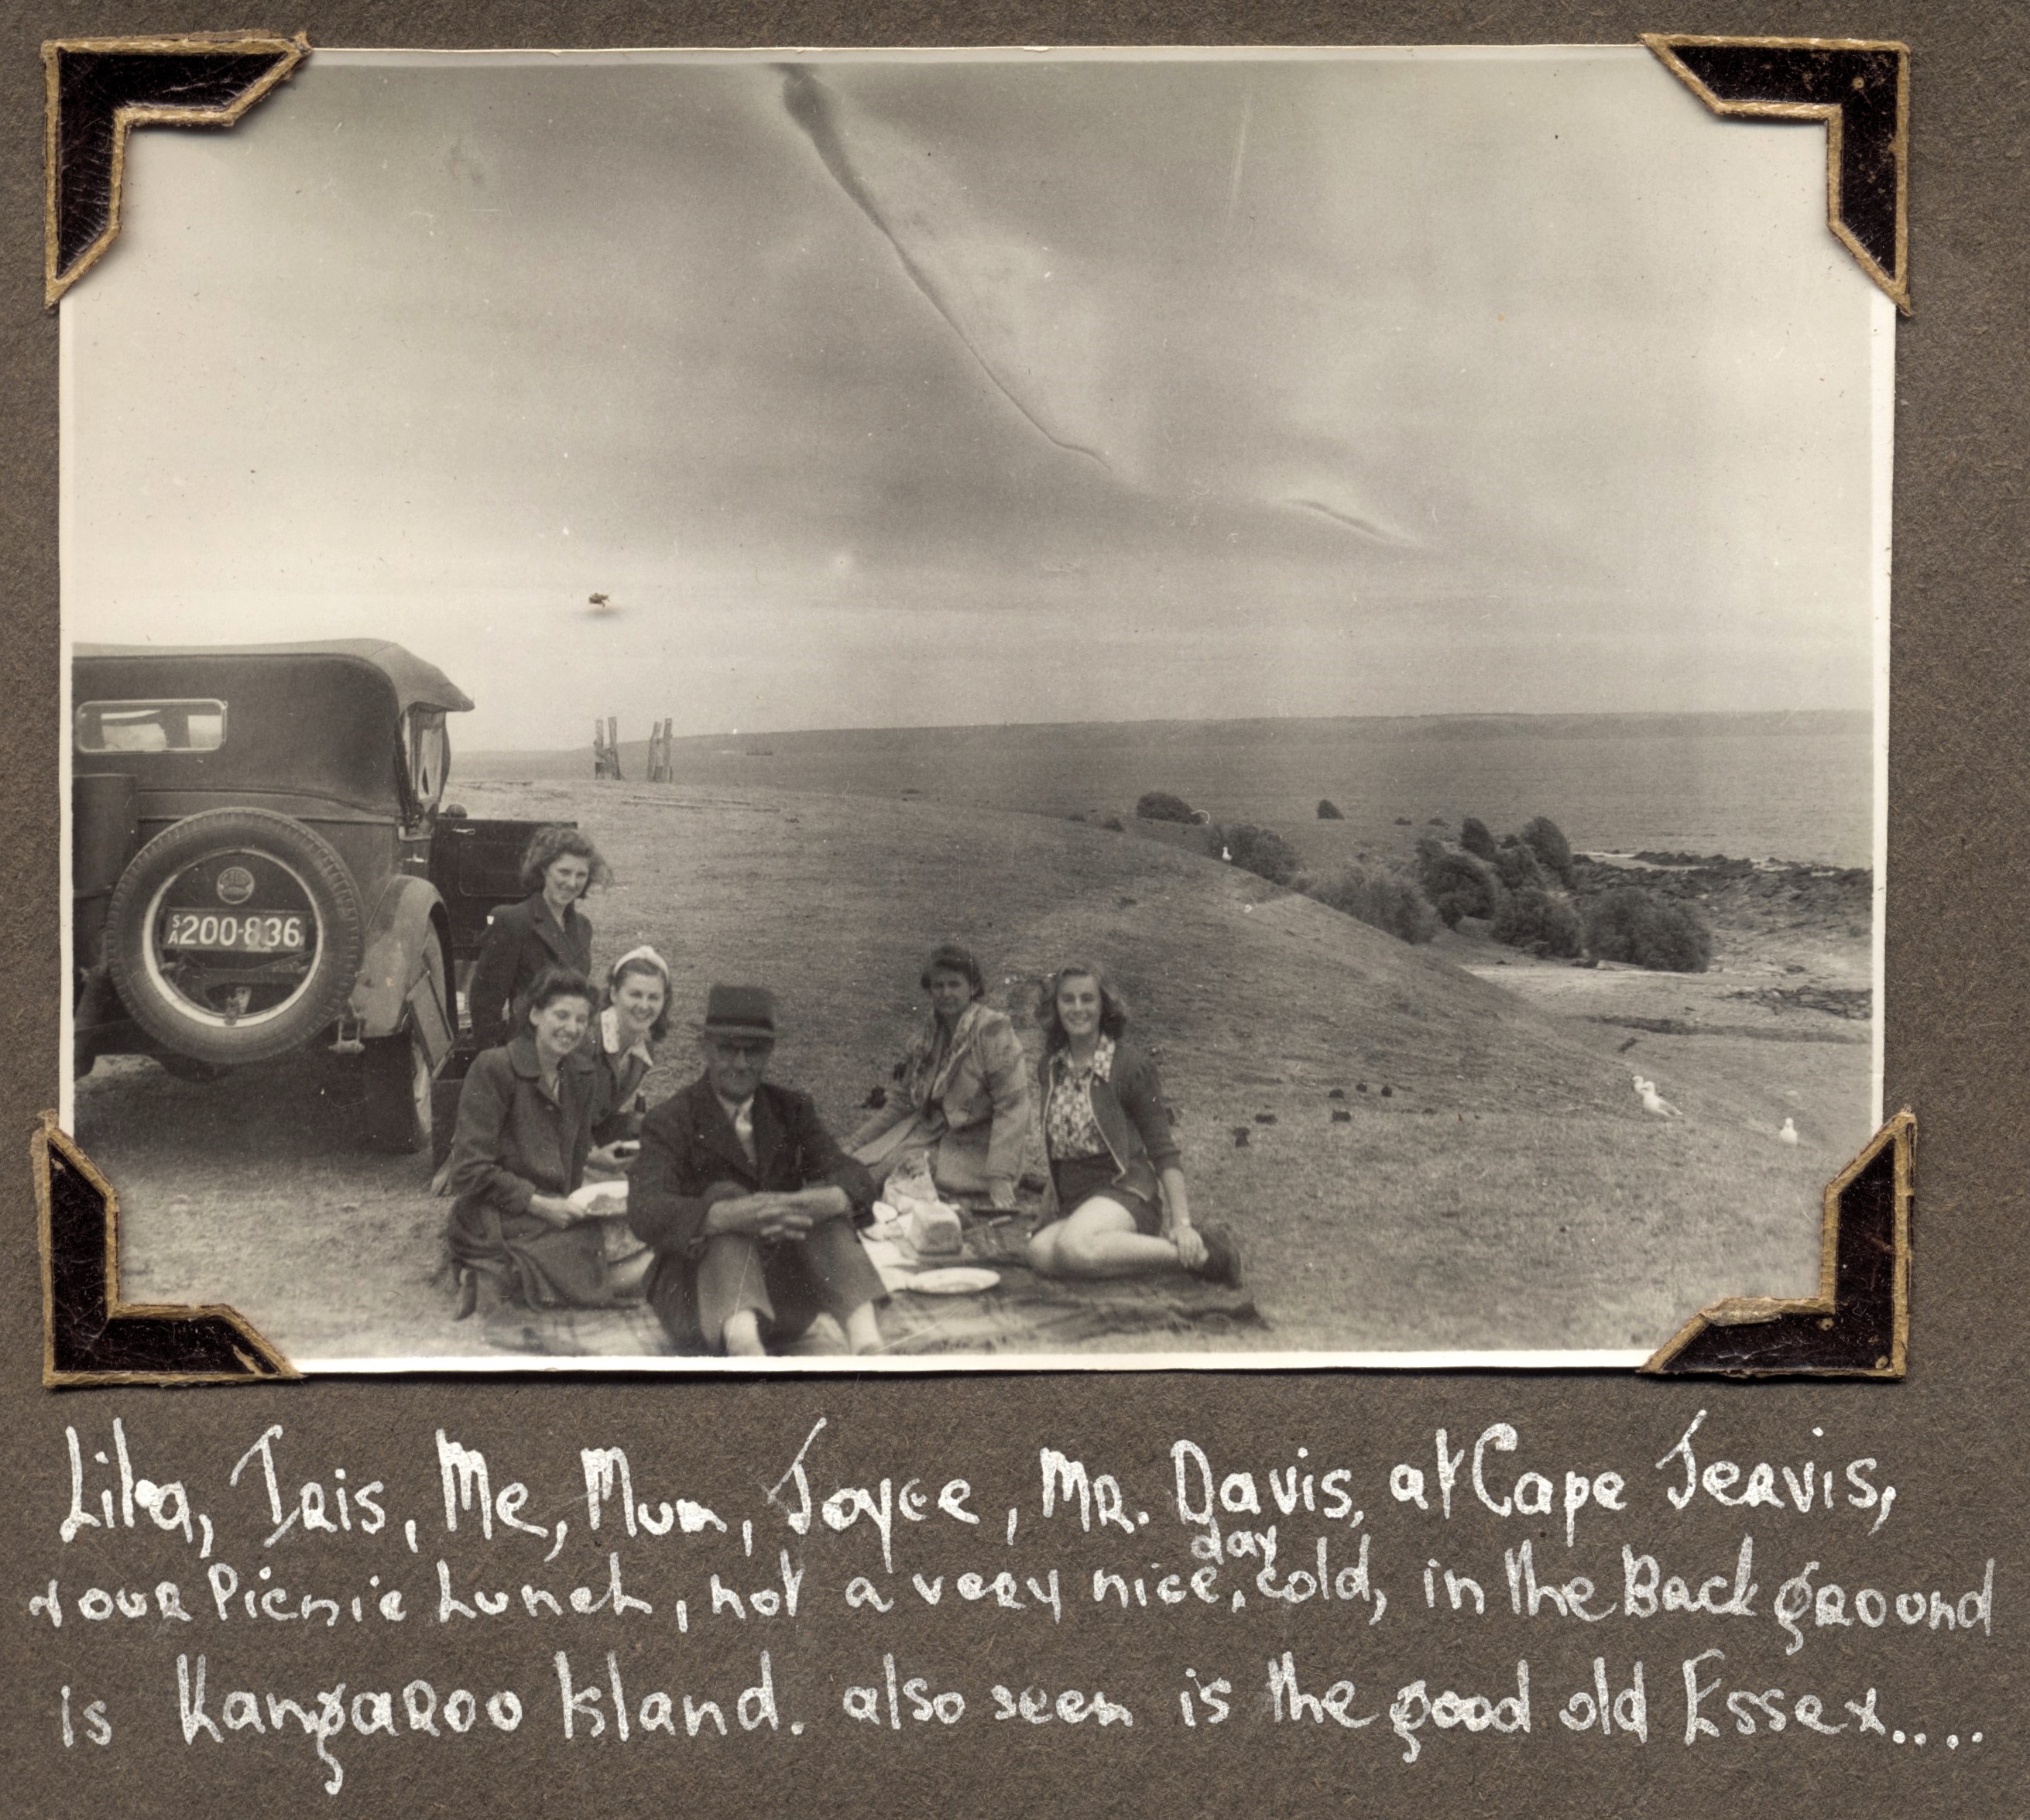 SA 200-836
Lila, Iris, Me, Mum, Joyce, MR. Davis, at Cape Jervis,
+ our Picnic Lunch, not a very nice day, cold, in the Back ground
is Kangaroo Island. also seen is the good old Essex....